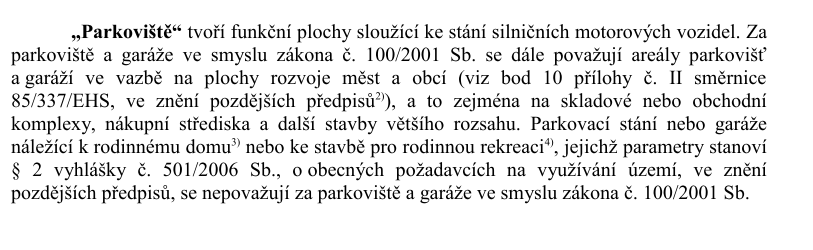 „Parkoviště“ tvoří funkční plochy sloužící ke stání silničních motorových vozidel. Za
parkoviště a garáže ve smyslu zákona č. 100/2001 Sb. se dále považují areály parkovišť
a garáží ve vazbě na plochy rozvoje měst a obcí (viz bod 10 přílohy č. II směrnice
85/337/EHS, ve znění pozdějších předpisů²⁾), a to zejména na skladové nebo obchodní
komplexy, nákupní střediska a další stavby většího rozsahu. Parkovací stání nebo garáže
náležící k rodinnému domu³⁾ nebo ke stavbě pro rodinnou rekreaci⁴⁾, jejichž parametry stanoví
§ 2 vyhlášky č. 501/2006 Sb., o obecných požadavcích na využívání území, ve znění
pozdějších předpisů, se nepovažují za parkoviště a garáže ve smyslu zákona č. 100/2001 Sb.